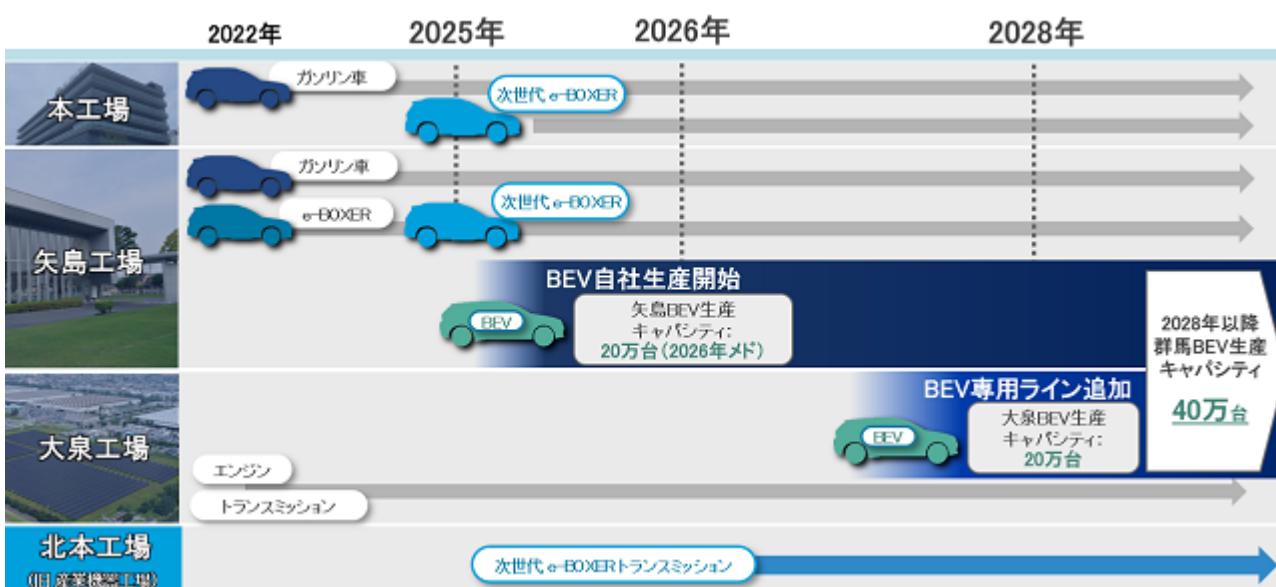 2022年
2025年
2026年
2028年
本工場
ガソリン車
次世代 e-BOXER
矢島工場
ガソリン車
e-BOXER
次世代 e-BOXER
BEV自社生産開始
BEV
矢島BEV生産
キャパシティ:
20万台(2026年メド)
2028年以降
群馬BEV生産
キャパシティ
40万台
大泉工場
BEV専用ライン追加
BEV
大泉BEV生産
キャパシティ:
20万台
エンジン
トランスミッション
北本工場
(旧 産業機器工場)
次世代 e-BOXERトランスミッション